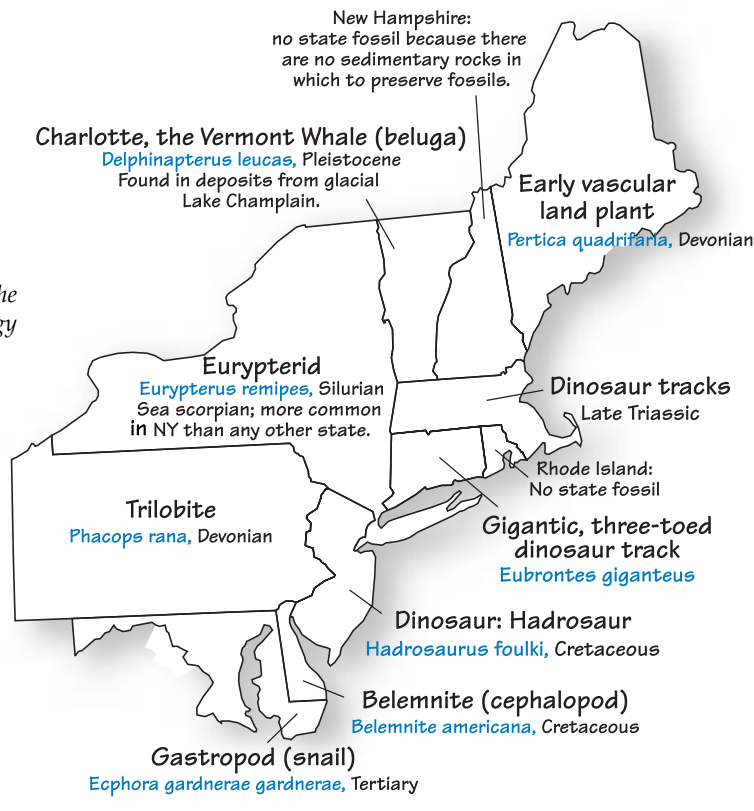 New Hampshire:
no state fossil because there
are no sedimentary rocks in
which to preserve fossils.
Charlotte, the Vermont Whale (beluga)
Delphinapterus leucas, Pleistocene
Found in deposits from glacial
Lake Champlain.
Early vascular
land plant
Pertica quadrifaria, Devonian
he
gy
Eurypterid
Eurypterus remipes, Silurian
Sea scorpian; more common
in NY than any other state.
Dinosaur tracks
Late Triassic
Rhode Island:
No state fossil
Trilobite
Phacops rana, Devonian
Gigantic, three-toed
dinosaur track
Eubrontes giganteus
Dinosaur: Hadrosaur
Hadrosaurus foulki, Cretaceous
Belemnite (cephalopod)
Belemnite americana, Cretaceous
Gastropod (snail)
Ecphora gardnerae gardnerae, Tertiary